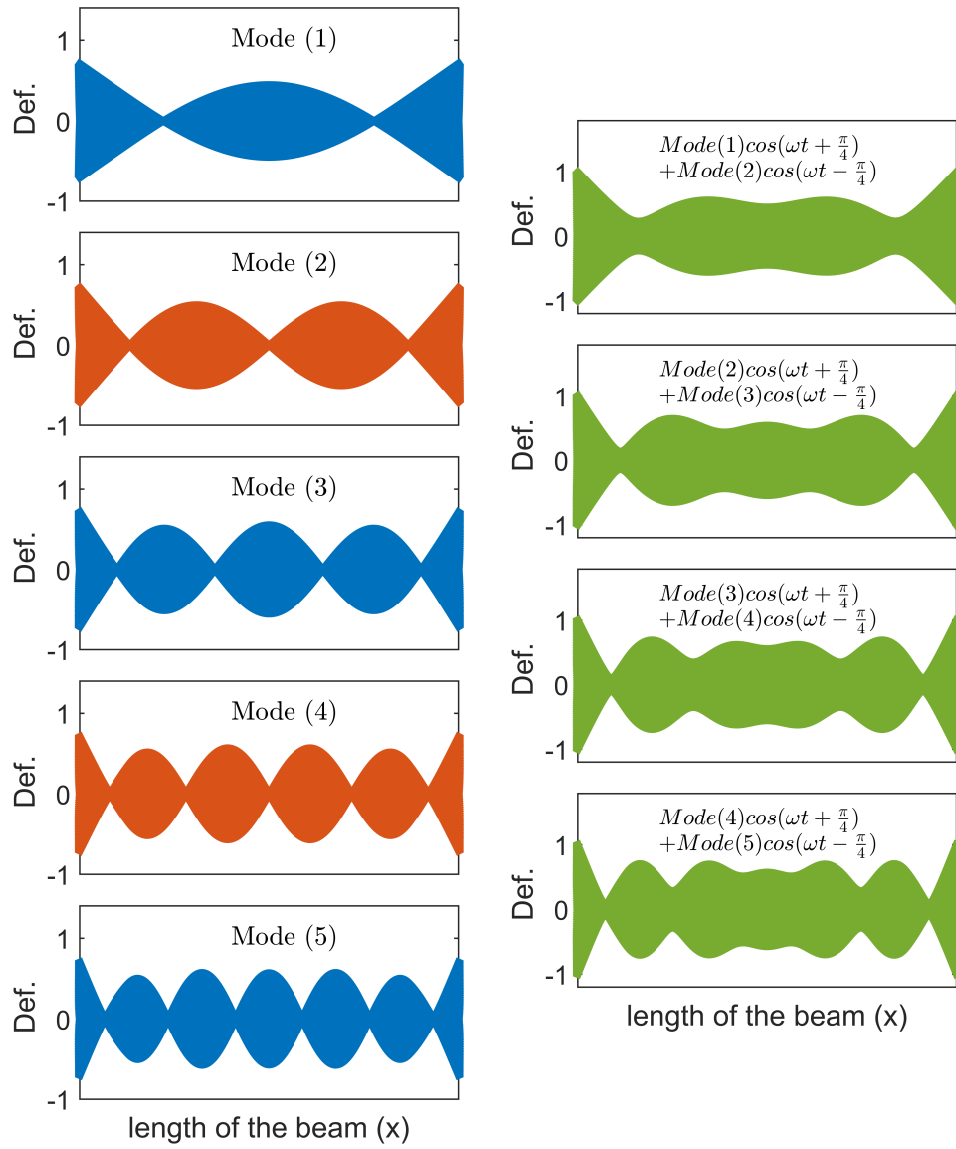 Mode (1)
Def.
1
0
-1
Mode (2)
Def.
1
0
-1
Mode (3)
Def.
1
0
-1
Mode (4)
Def.
1
0
-1
Mode (5)
Def.
1
0
-1
length of the beam (x)
Mode(1)cos(ωt + π/4)
+Mode(2)cos(ωt − π/4)
Def.
1
0
-1
Mode(2)cos(ωt + π/4)
+Mode(3)cos(ωt − π/4)
Def.
1
0
-1
Mode(3)cos(ωt + π/4)
+Mode(4)cos(ωt − π/4)
Def.
1
0
-1
Mode(4)cos(ωt + π/4)
+Mode(5)cos(ωt − π/4)
Def.
1
0
-1
length of the beam (x)